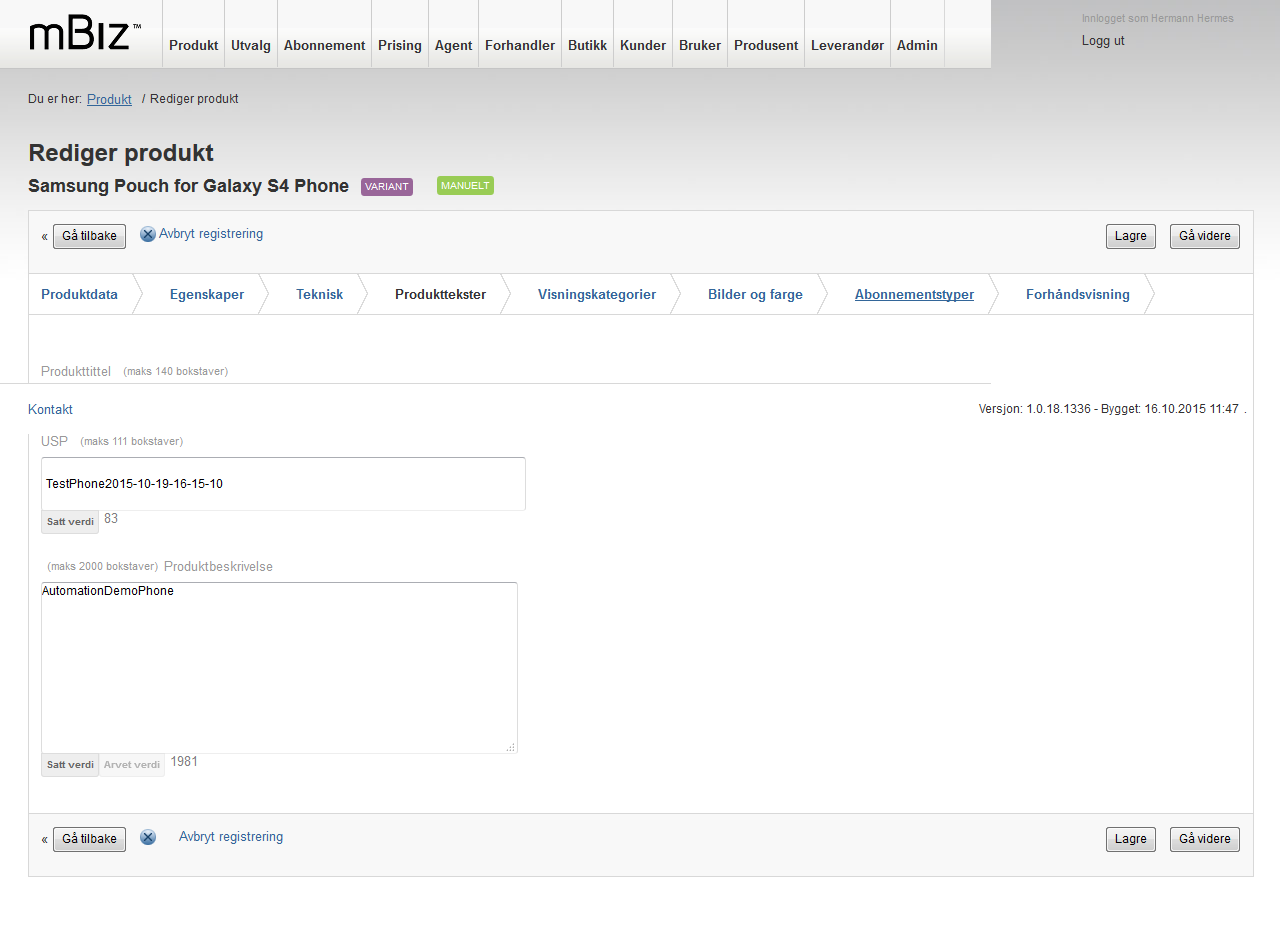 mBiz™
Produkt Utvalg Abonnement Prising Agent Forhandler Butikk Kunder Bruker Produsent Leverandør Admin
Innlogget som Hermann Hermes
Logg ut
Du er her: Produkt / Rediger produkt
Rediger produkt
Samsung Pouch for Galaxy S4 Phone VARIANT MANUELT
« Gå tilbake Avbryt registrering Lagre Gå videre
Produktdata Egenskaper Teknisk Produkttekster Visningskategorier Bilder og farge Abonnementstyper Forhåndsvisning
Produkttittel (maks 140 bokstaver)
Kontakt Versjon: 1.0.18.1336 - Bygget: 16.10.2015 11:47 .
USP (maks 111 bokstaver)
TestPhone2015-10-19-16-15-10
Satt verdi 83
(maks 2000 bokstaver) Produktbeskrivelse
AutomationDemoPhone
Satt verdi Arvet verdi 1981
« Gå tilbake Avbryt registrering Lagre Gå videre